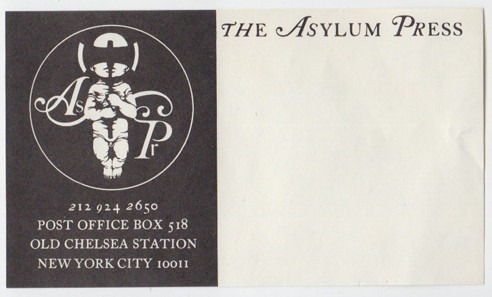 THE ASYLUM PRESS
As
Pr
212 924 2650
POST OFFICE BOX 518
OLD CHELSEA STATION
NEW YORK CITY 10011